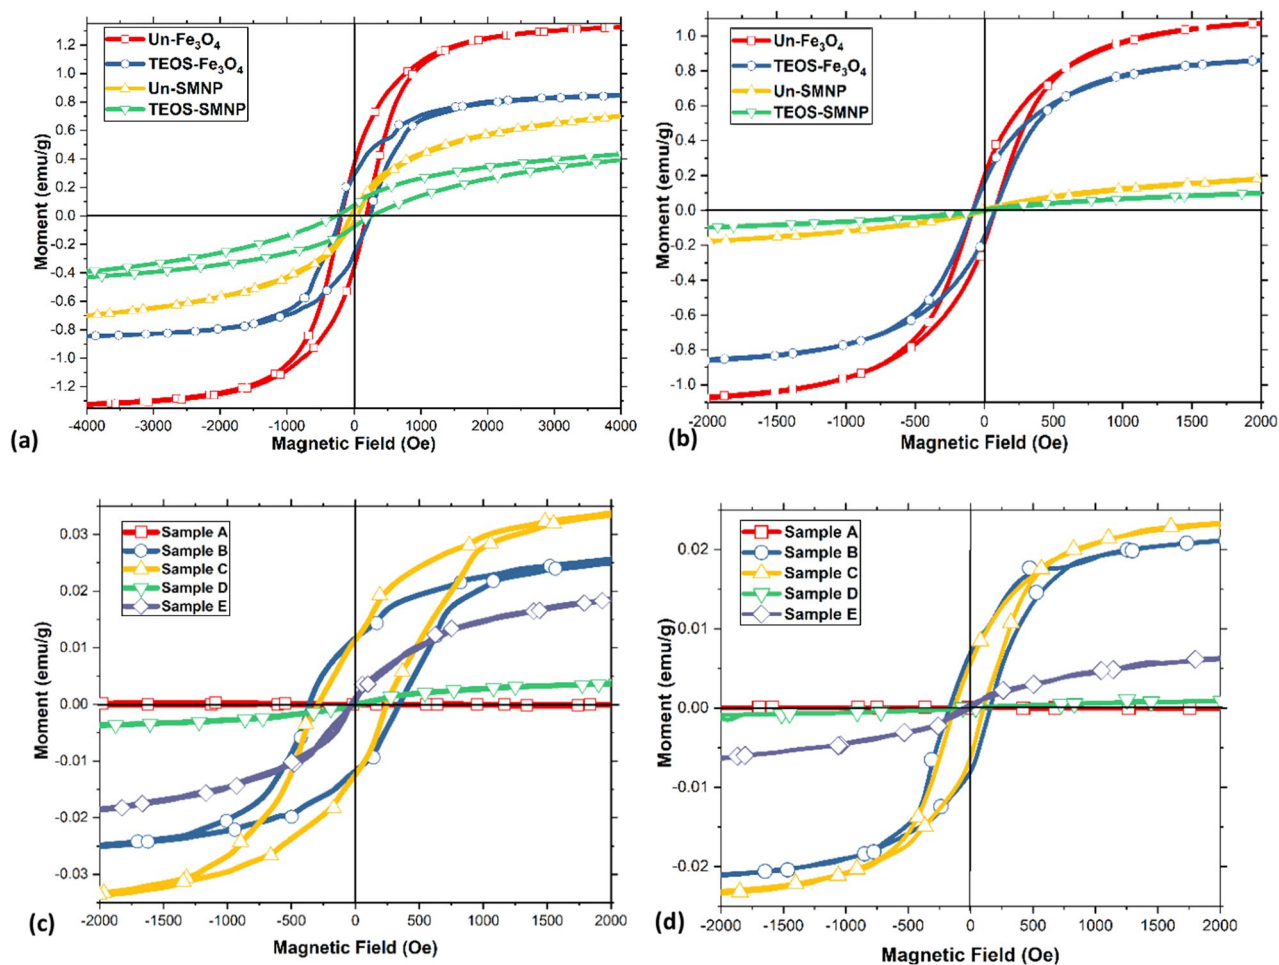 Un-Fe₃O₄
TEOS-Fe₃O₄
Un-SMNP
TEOS-SMNP
1.2
1.0
0.8
0.6
0.4
0.2
0.0
-0.2
-0.4
-0.6
-0.8
-1.0
-1.2
Moment (emu/g)
-4000 -3000 -2000 -1000 0 1000 2000 3000 4000
Magnetic Field (Oe)
(a)
Un-Fe₃O₄
TEOS-Fe₃O₄
Un-SMNP
TEOS-SMNP
1.0
0.8
0.6
0.4
0.2
0.0
-0.2
-0.4
-0.6
-0.8
-1.0
Moment (emu/g)
-2000 -1500 -1000 -500 0 500 1000 1500 2000
Magnetic Field (Oe)
(b)
Sample A
Sample B
Sample C
Sample D
Sample E
0.03
0.02
0.01
0.00
-0.01
-0.02
-0.03
Moment (emu/g)
-2000 -1500 -1000 -500 0 500 1000 1500 2000
Magnetic Field (Oe)
(c)
Sample A
Sample B
Sample C
Sample D
Sample E
0.02
0.01
0.00
-0.01
-0.02
Moment (emu/g)
-2000 -1500 -1000 -500 0 500 1000 1500 2000
Magnetic Field (Oe)
(d)